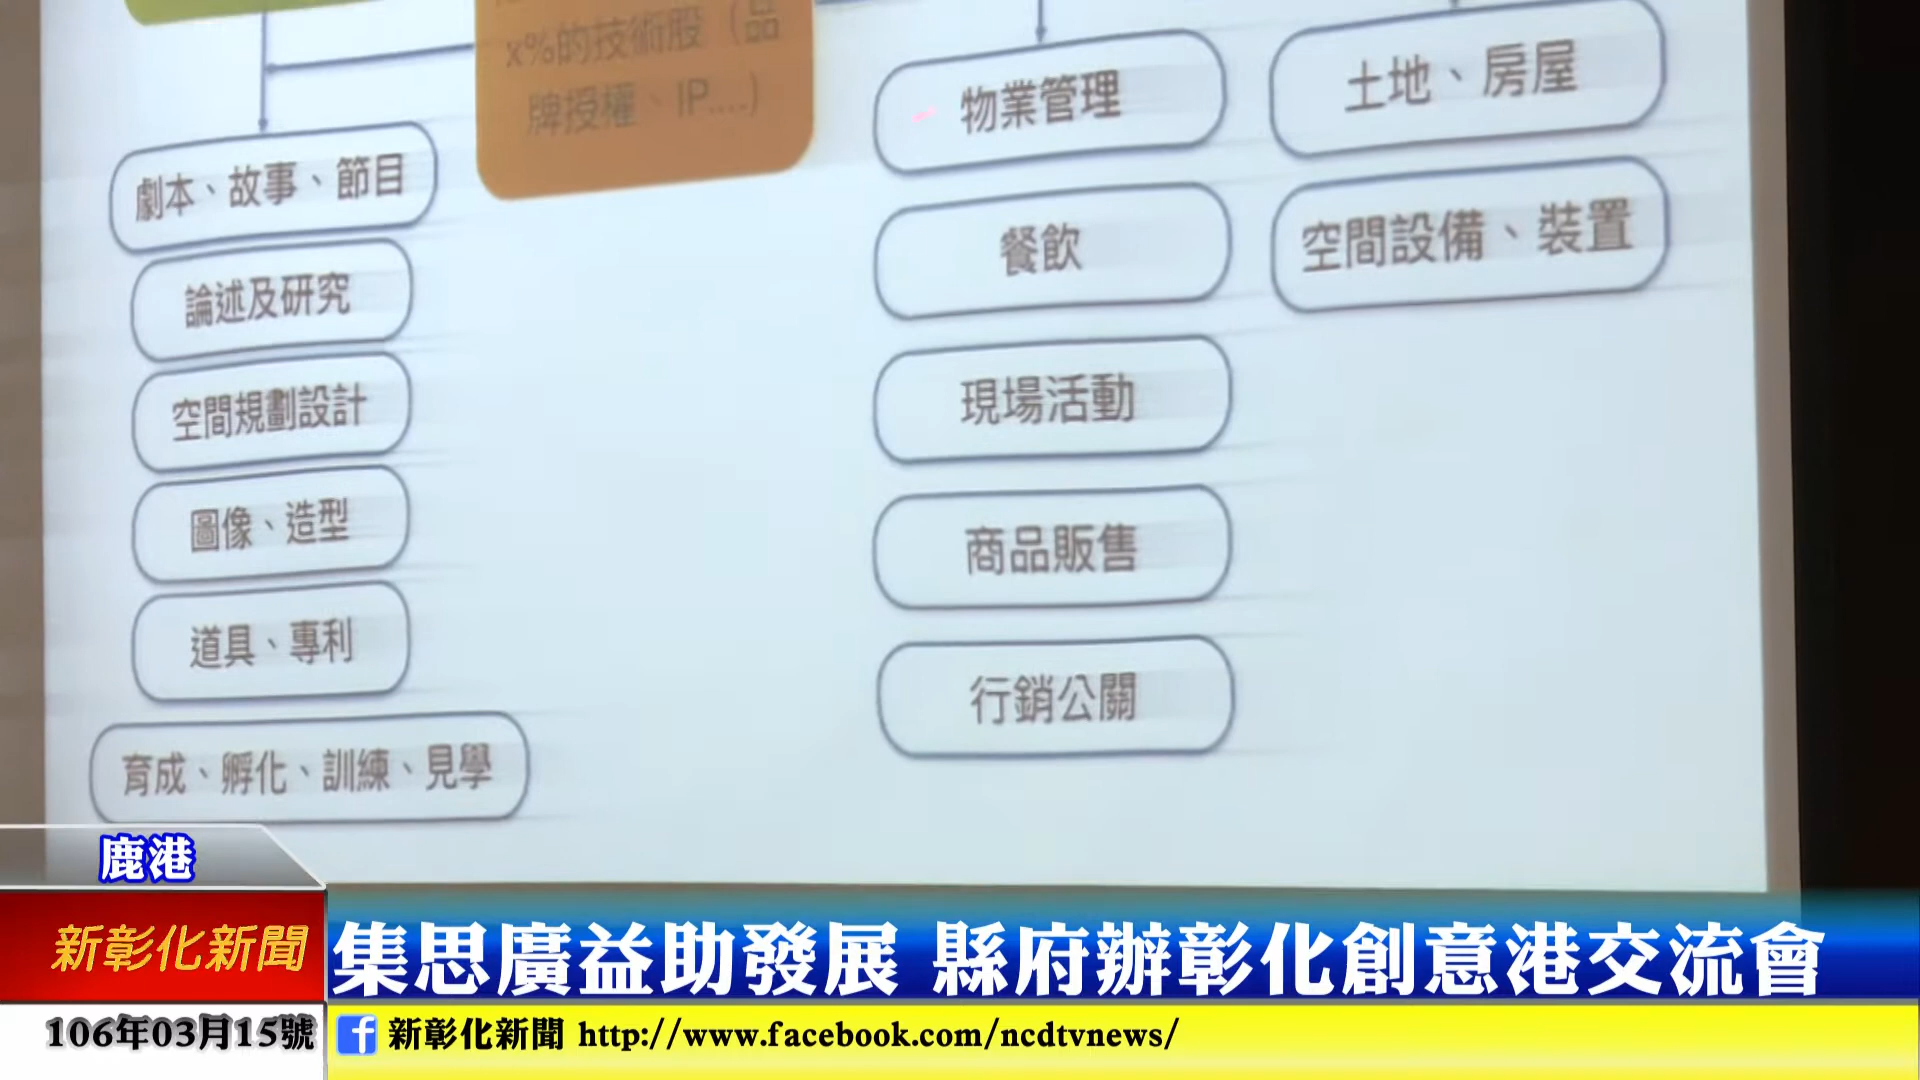 x%的技術股（品
牌授權、IP....）
劇本、故事、節目
論述及研究
空間規劃設計
圖像、造型
道具、專利
育成、孵化、訓練、見學
物業管理
餐飲
現場活動
商品販售
行銷公關
土地、房屋
空間設備、裝置
鹿港
新彰化新聞
集思廣益助發展 縣府辦彰化創意港交流會
106年03月15號
新彰化新聞 http://www.facebook.com/ncdtvnews/